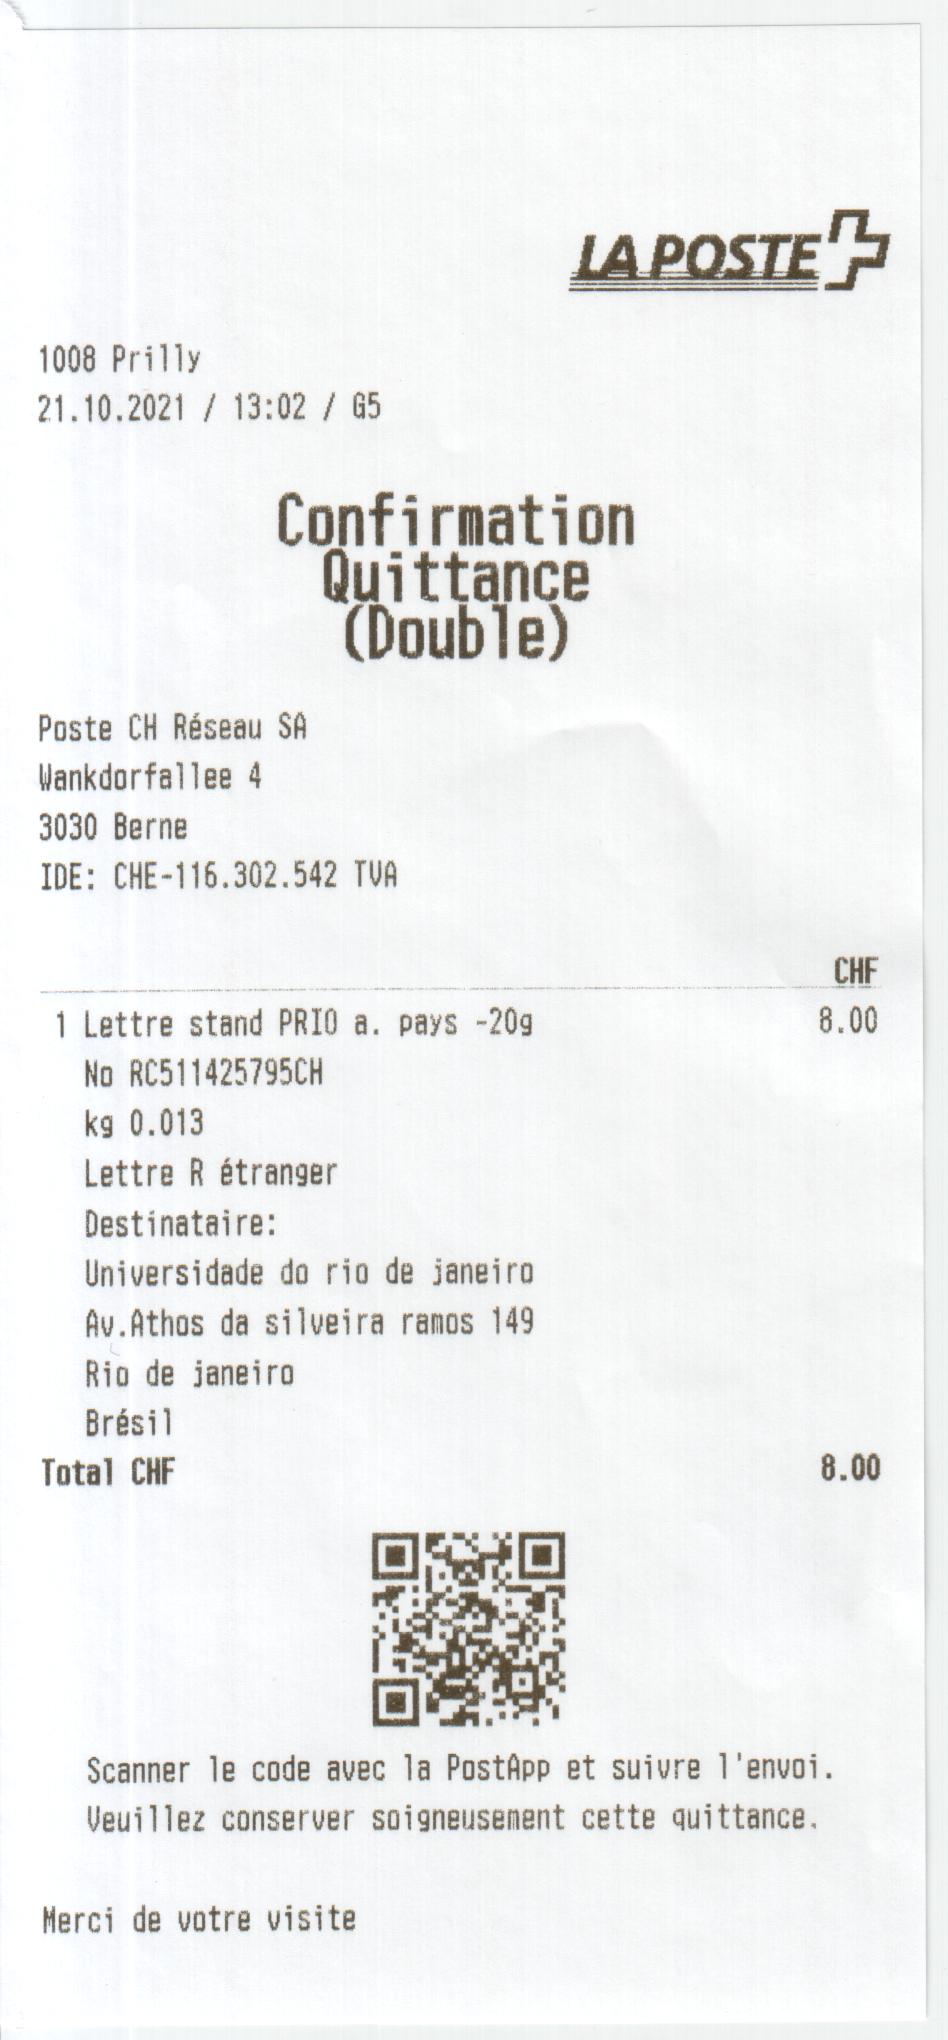 LA POSTE
1008 Prilly
21.10.2021 / 13:02 / G5
Confirmation
Quittance
(Double)
Poste CH Réseau SA
Wankdorfallee 4
3030 Berne
IDE: CHE-116.302.542 TVA
CHF
1 Lettre stand PRIO a. pays -20g 8.00
No RC511425795CH
kg 0.013
Lettre R étranger
Destinataire:
Universidade do rio de janeiro
Av.Athos da silveira ramos 149
Rio de janeiro
Brésil
Total CHF 8.00
Scanner le code avec la PostApp et suivre l'envoi.
Veuillez conserver soigneusement cette quittance.
Merci de votre visite